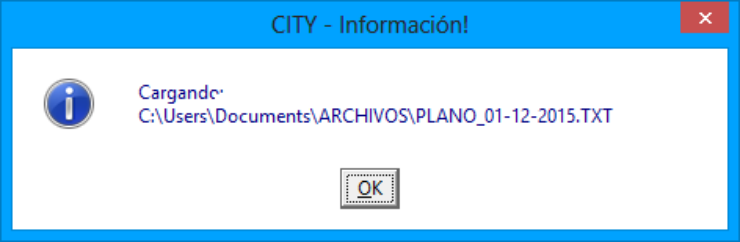 CITY - Información!
Cargando:
C:\Users\Documents\ARCHIVOS\PLANO_01-12-2015.TXT
OK